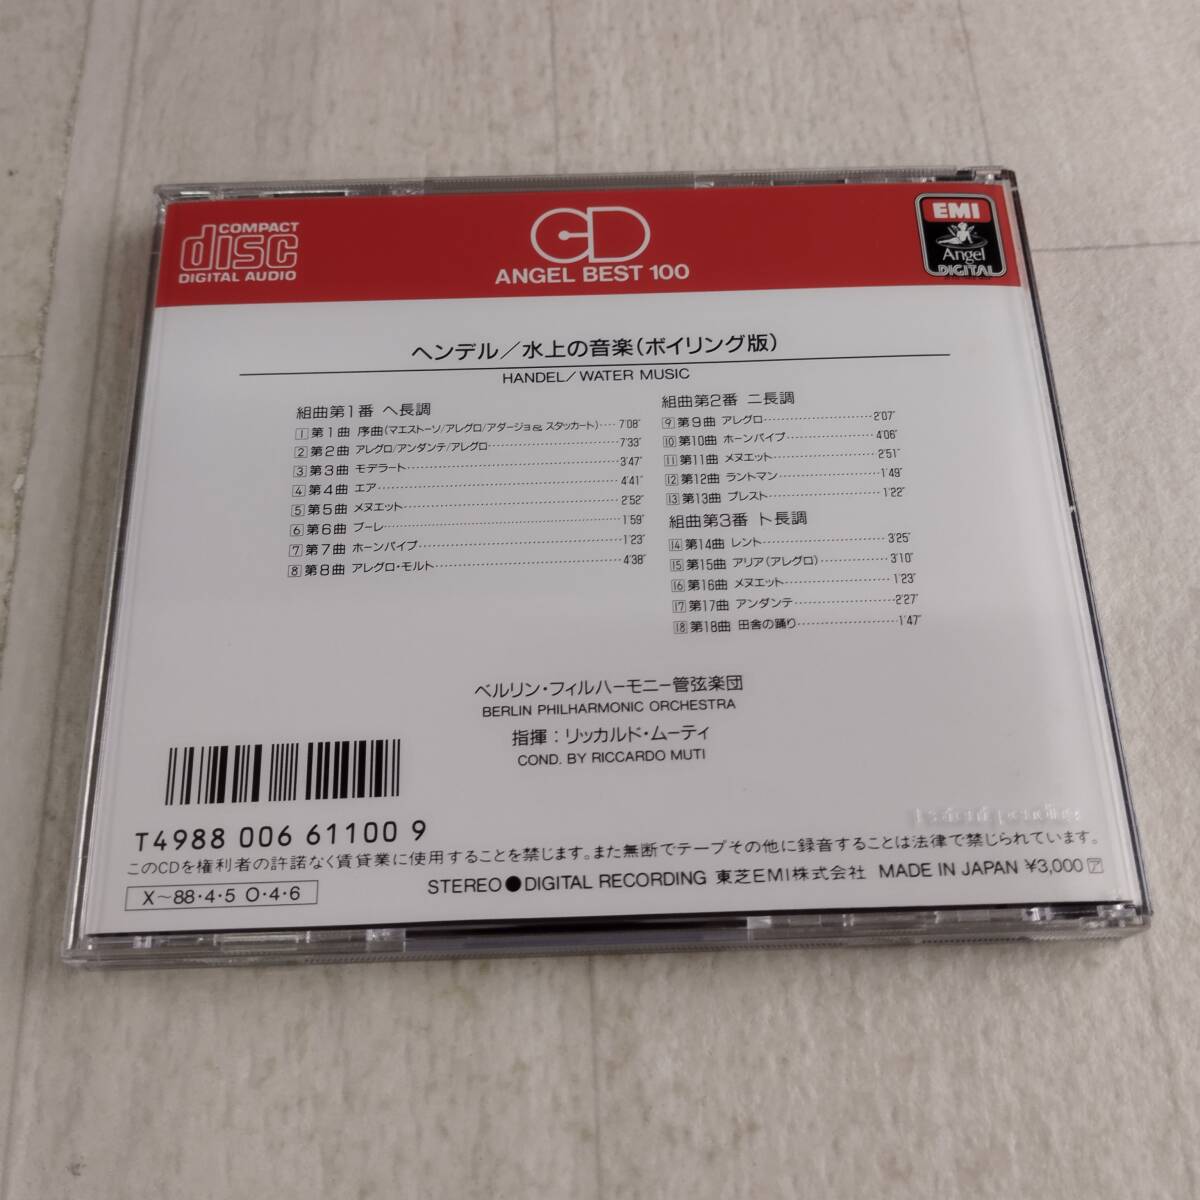 COMPACT
disc
DIGITAL AUDIO
CD
ANGEL BEST 100
EMI
Angel
DIGITAL
ヘンデル/水上の音楽(ボイリング版)
HANDEL/WATER MUSIC
組曲第1番 ヘ長調
1 第1曲 序曲(マエストーソ/アレグロ/アダージョ&スタッカート)····7'08"
2 第2曲 アレグロ/アンダンテ/アレグロ····7'33"
3 第3曲 モデラート····3'47"
4 第4曲 エア····4'41"
5 第5曲 メヌエット····2'52"
6 第6曲 ブーレ····1'59"
7 第7曲 ホーンパイプ····1'23"
8 第8曲 アレグロ・モルト····4'38"
組曲第2番 ニ長調
9 第9曲 アレグロ····2'07"
10 第10曲 ホーンパイプ····4'06"
11 第11曲 メヌエット····2'51"
12 第12曲 ラントマン····1'49"
13 第13曲 プレスト····1'22"
組曲第3番 ト長調
14 第14曲 レント····3'25"
15 第15曲 アリア(アレグロ)····3'10"
16 第16曲 メヌエット····1'23"
17 第17曲 アンダンテ····2'27"
18 第18曲 田舎の踊り····1'47"
ベルリン・フィルハーモニー管弦楽団
BERLIN PHILHARMONIC ORCHESTRA
指揮:リッカルド・ムーティ
COND. BY RICCARDO MUTI
patent pending
T4988 006 61100 9
このCDを権利者の許諾なく賃貸業に使用することを禁じます。また無断でテープその他に録音することは法律で禁じられています。
X~88・4・5 O・4・6
STEREO●DIGITAL RECORDING 東芝EMI株式会社 MADE IN JAPAN ¥3,000 ア